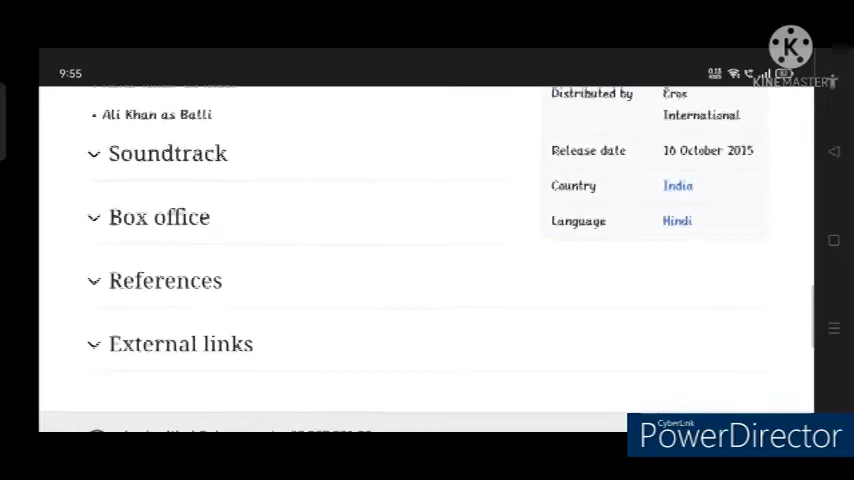 9:55
KINEMASTER
Distributed by Eros International
• Ali Khan as Balli
Soundtrack
Release date 16 October 2015
Country India
Box office
Language Hindi
References
External links
CyberLink
PowerDirector